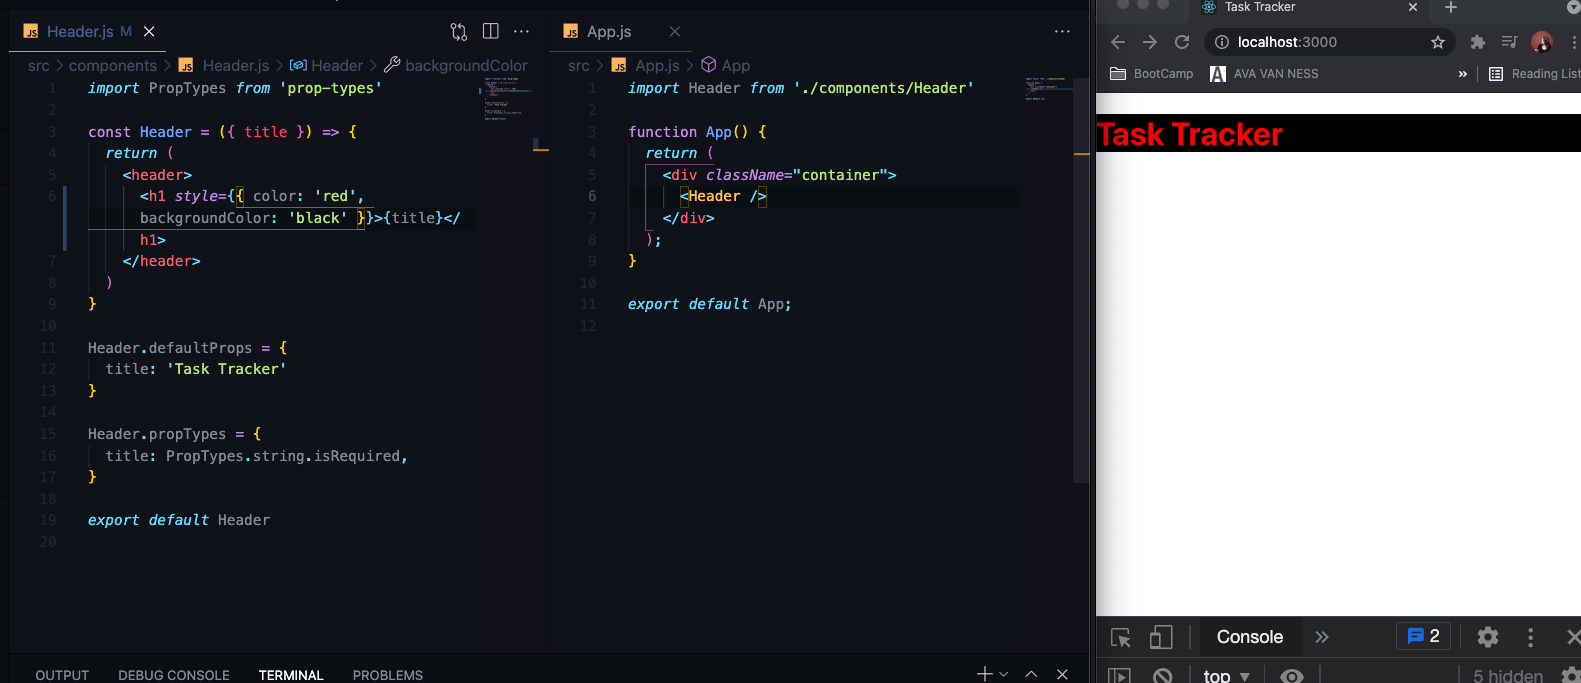 Header.js M
src > components > Header.js > Header > backgroundColor
1 import PropTypes from 'prop-types'
2
3 const Header = ({ title }) => {
4 return (
5 <header>
6 <h1 style={{ color: 'red',
backgroundColor: 'black' }}>{title}</
h1>
7 </header>
8 )
9 }
10
11 Header.defaultProps = {
12 title: 'Task Tracker'
13 }
14
15 Header.propTypes = {
16 title: PropTypes.string.isRequired,
17 }
18
19 export default Header
20
App.js
src > App.js > App
1 import Header from './components/Header'
2
3 function App() {
4 return (
5 <div className="container">
6 <Header />
7 </div>
8 );
9 }
10
11 export default App;
12
OUTPUT DEBUG CONSOLE TERMINAL PROBLEMS
Task Tracker
localhost:3000
BootCamp AVA VAN NESS » Reading List
Task Tracker
Console » 2
top ▼ 5 hidden